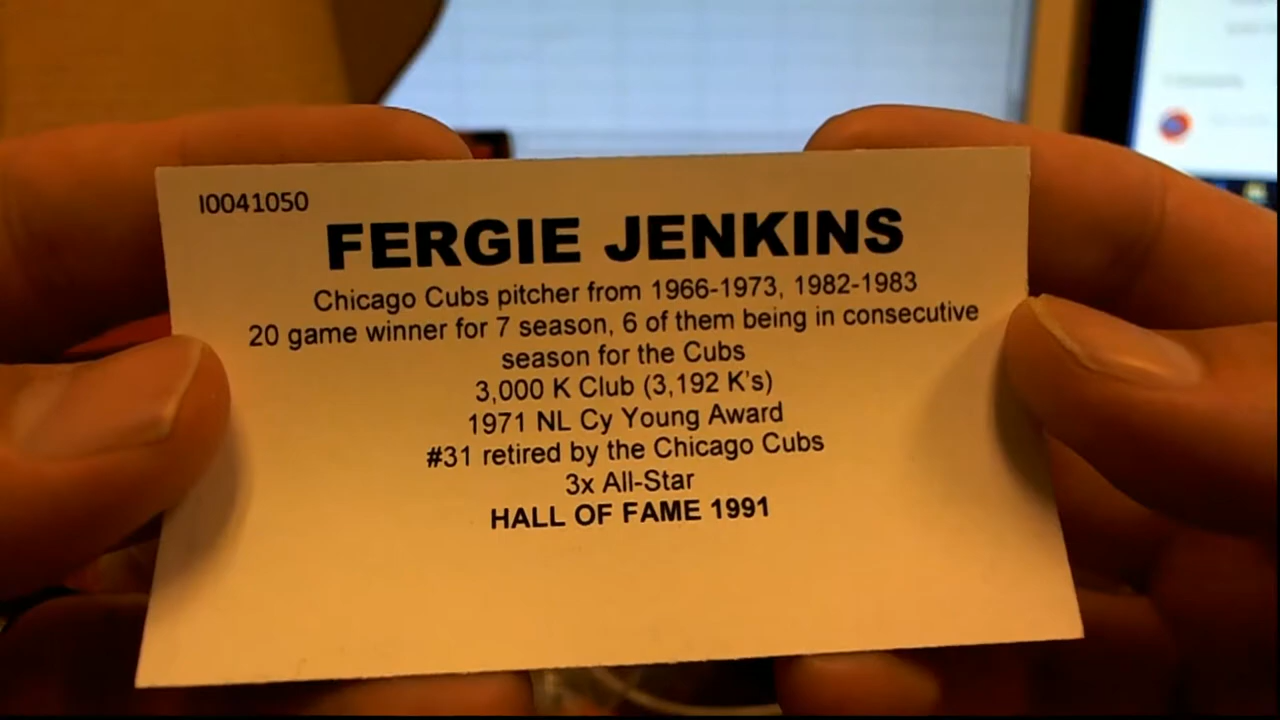 I0041050
FERGIE JENKINS
Chicago Cubs pitcher from 1966-1973, 1982-1983
20 game winner for 7 season, 6 of them being in consecutive
season for the Cubs
3,000 K Club (3,192 K's)
1971 NL Cy Young Award
#31 retired by the Chicago Cubs
3x All-Star
HALL OF FAME 1991